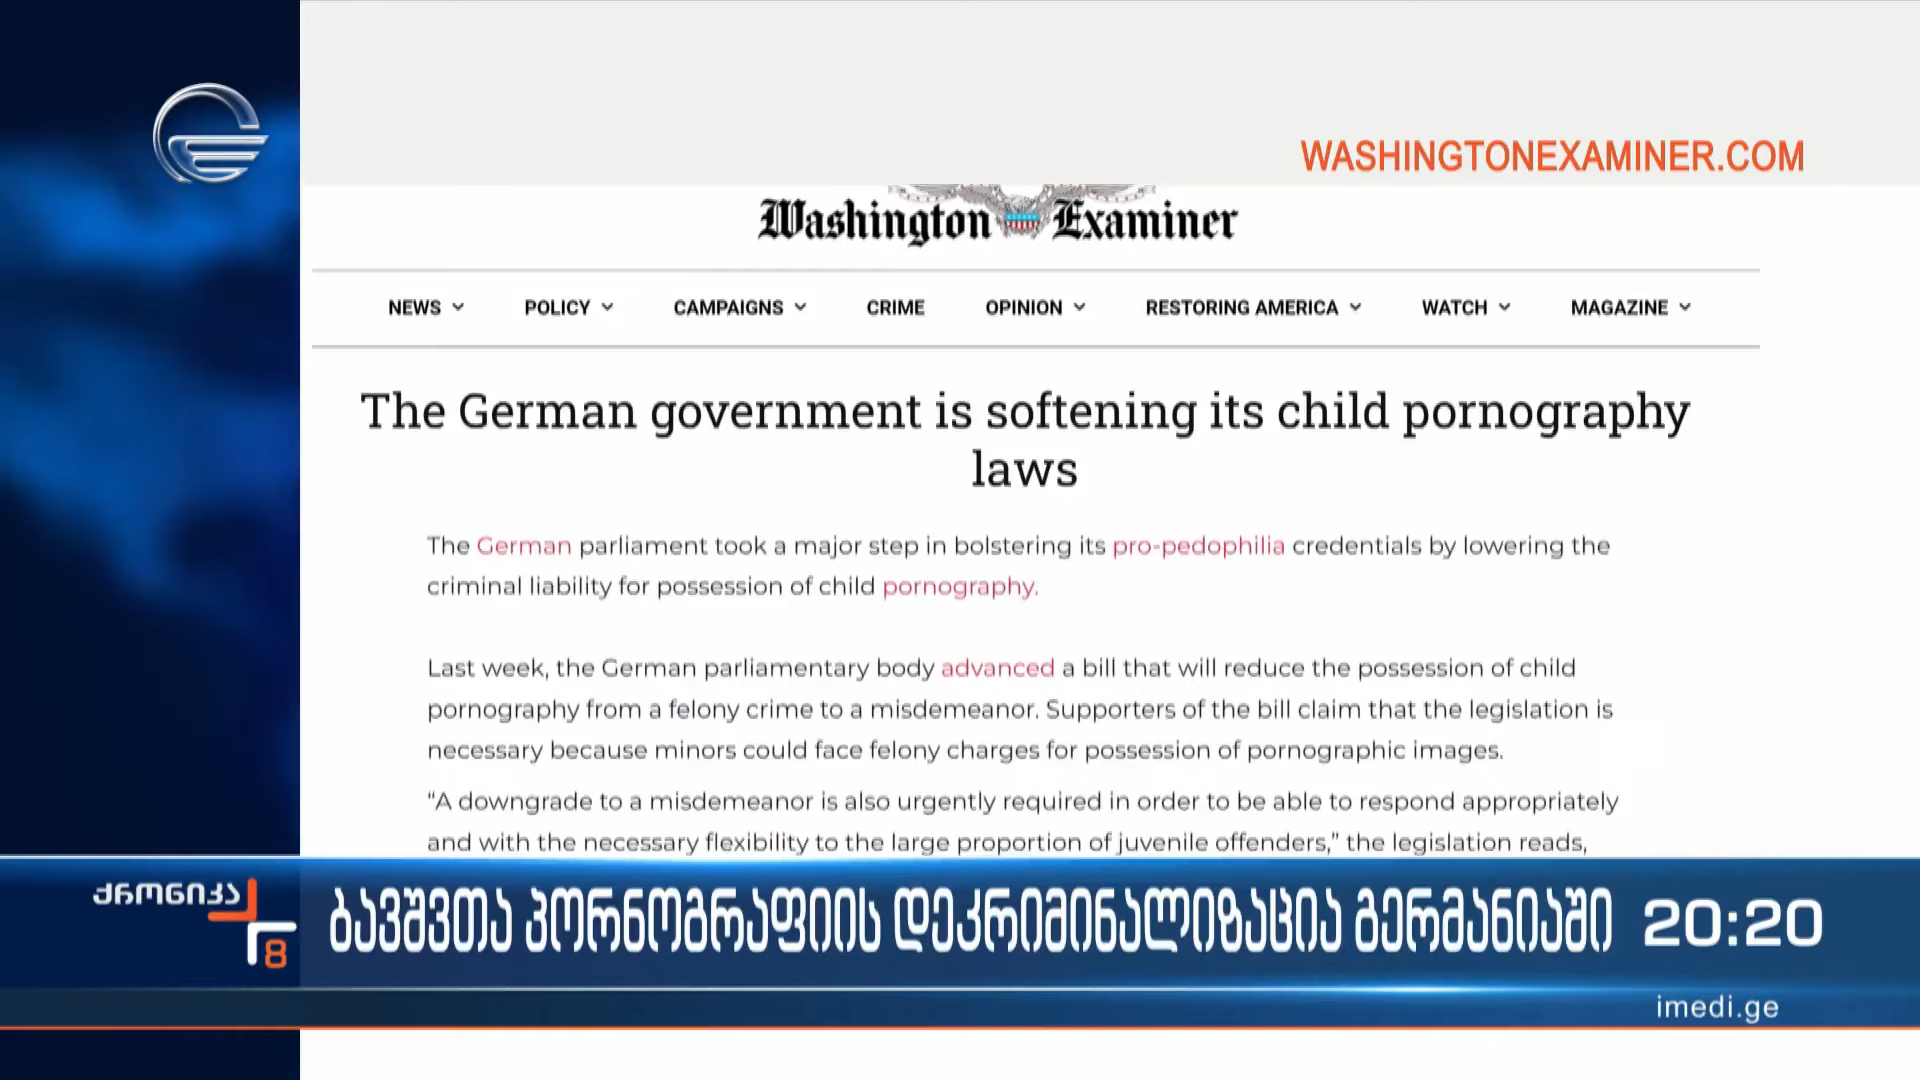 WASHINGTONEXAMINER.COM
Washington Examiner
NEWS POLICY CAMPAIGNS CRIME OPINION RESTORING AMERICA WATCH MAGAZINE
The German government is softening its child pornography
laws
The German parliament took a major step in bolstering its pro-pedophilia credentials by lowering the
criminal liability for possession of child pornography.
Last week, the German parliamentary body advanced a bill that will reduce the possession of child
pornography from a felony crime to a misdemeanor. Supporters of the bill claim that the legislation is
necessary because minors could face felony charges for possession of pornographic images.
“A downgrade to a misdemeanor is also urgently required in order to be able to respond appropriately
and with the necessary flexibility to the large proportion of juvenile offenders,” the legislation reads,
ქრონიკა
8
ბავშვთა პორნოგრაფიის დეკრიმინალიზაცია გერმანიაში
20:20
imedi.ge